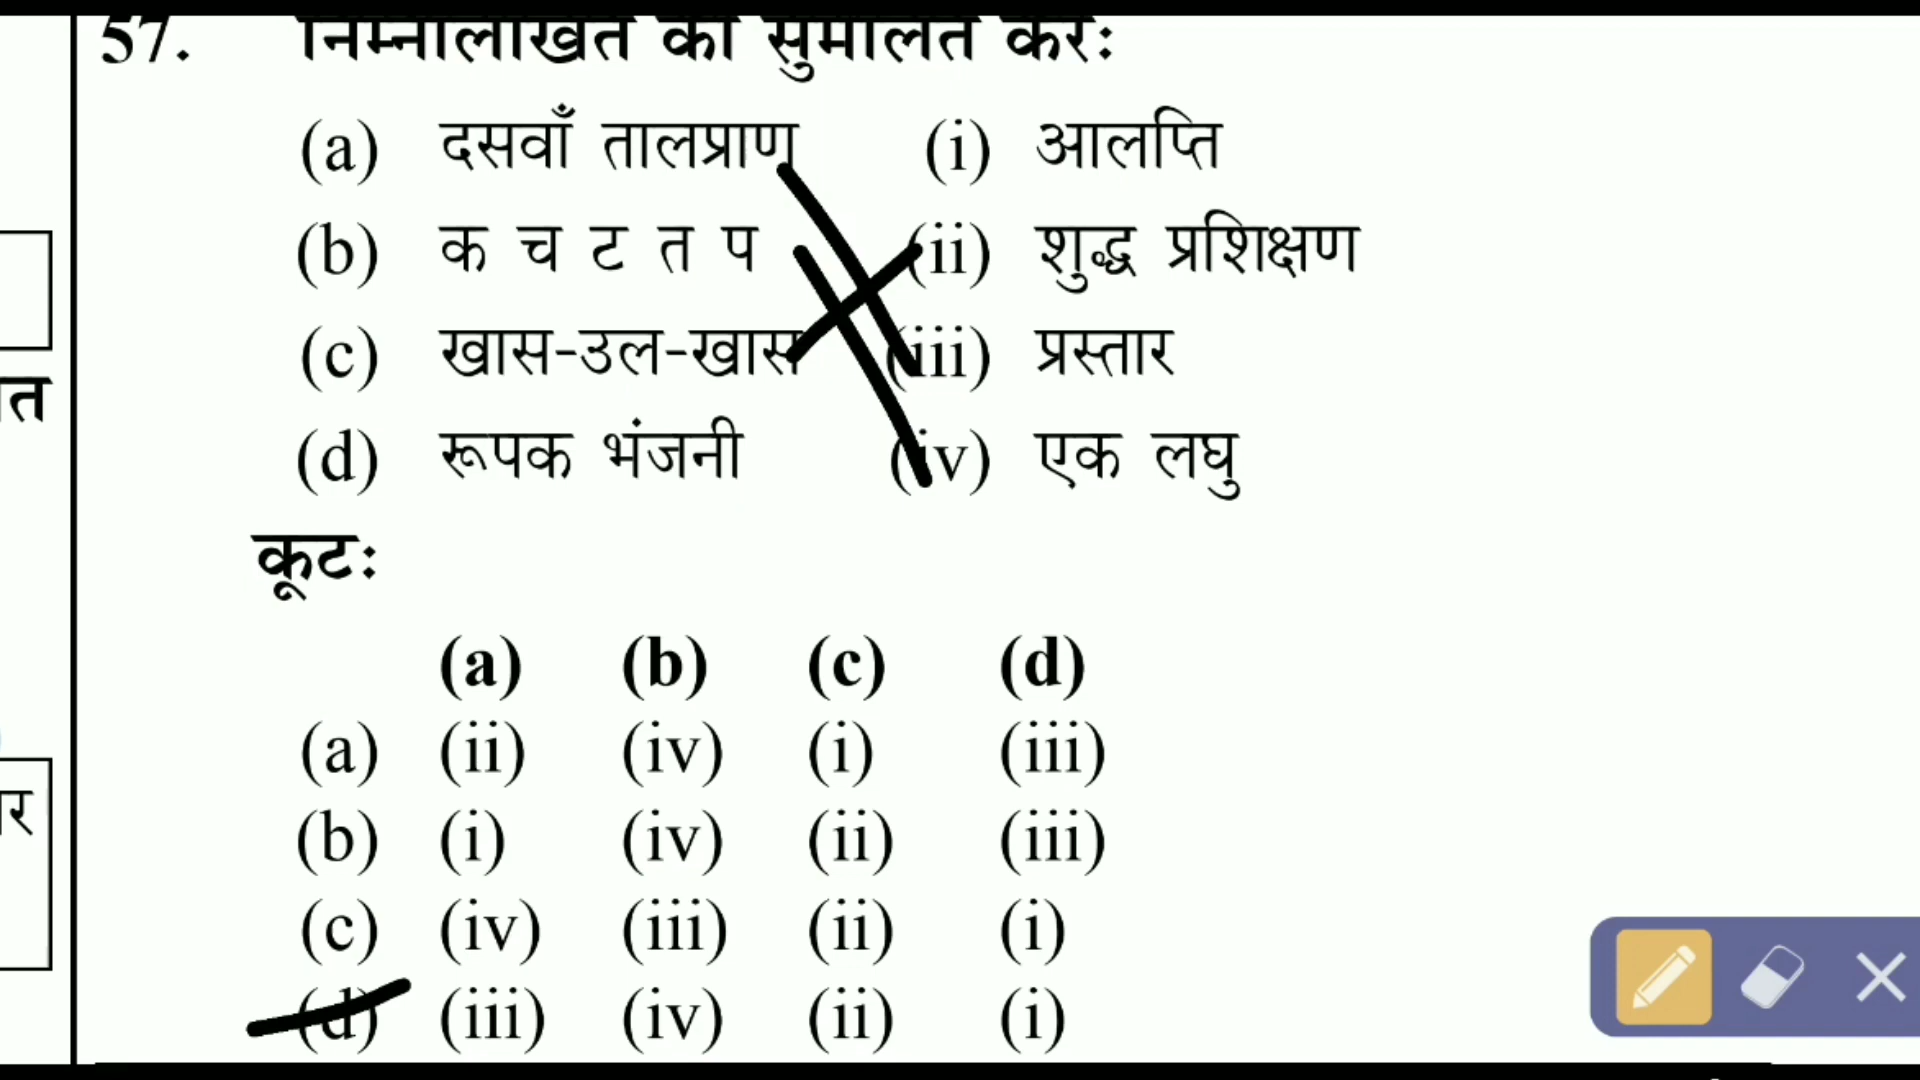 57. निम्नलिखित को सुमेलित करें:
(a) दसवाँ तालप्राण (i) आलप्ति
(b) क च ट त प (ii) शुद्ध प्रशिक्षण
(c) खास-उल-खास (iii) प्रस्तार
(d) रूपक भंजनी (iv) एक लघु
कूटः
(a) (b) (c) (d)
(a) (ii) (iv) (i) (iii)
(b) (i) (iv) (ii) (iii)
(c) (iv) (iii) (ii) (i)
(d) (iii) (iv) (ii) (i)